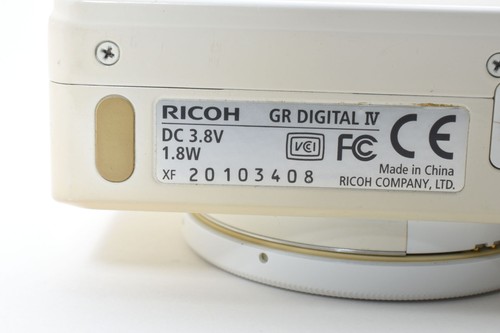 RICOH GR DIGITAL IV
DC 3.8V
1.8W
VCI FC CE
Made in China
XF 20103408 RICOH COMPANY, LTD.